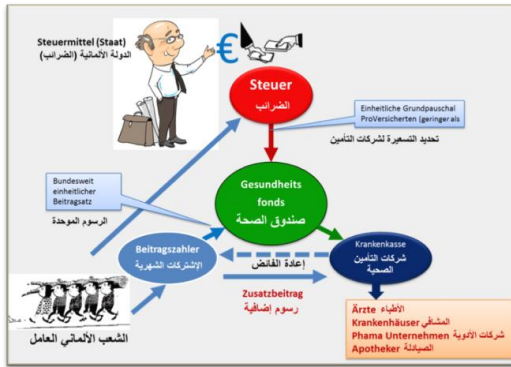 Steuermittel (Staat)
الدولة الألمانية (الضرائب)
€
Steuer
الضرائب
Einheitliche Grundpauschal
ProVersicherten (geringer als
تحديد التسعيرة لشركات التأمين
Bundesweit
einheitlicher
Beitragssatz
الرسوم الموحدة
Gesundheits
fonds
صندوق الصحة
Beitragszahler
الإشتركات الشهرية
إعادة الفائض
Krankenkasse
شركات التأمين
الصحية
Zusatzbeitrag
رسوم إضافية
الشعب الألماني العامل
Ärzte الأطباء
Krankenhäuser المشافي
Phama Unternehmen شركات الأدوية
Apotheker الصيادلة